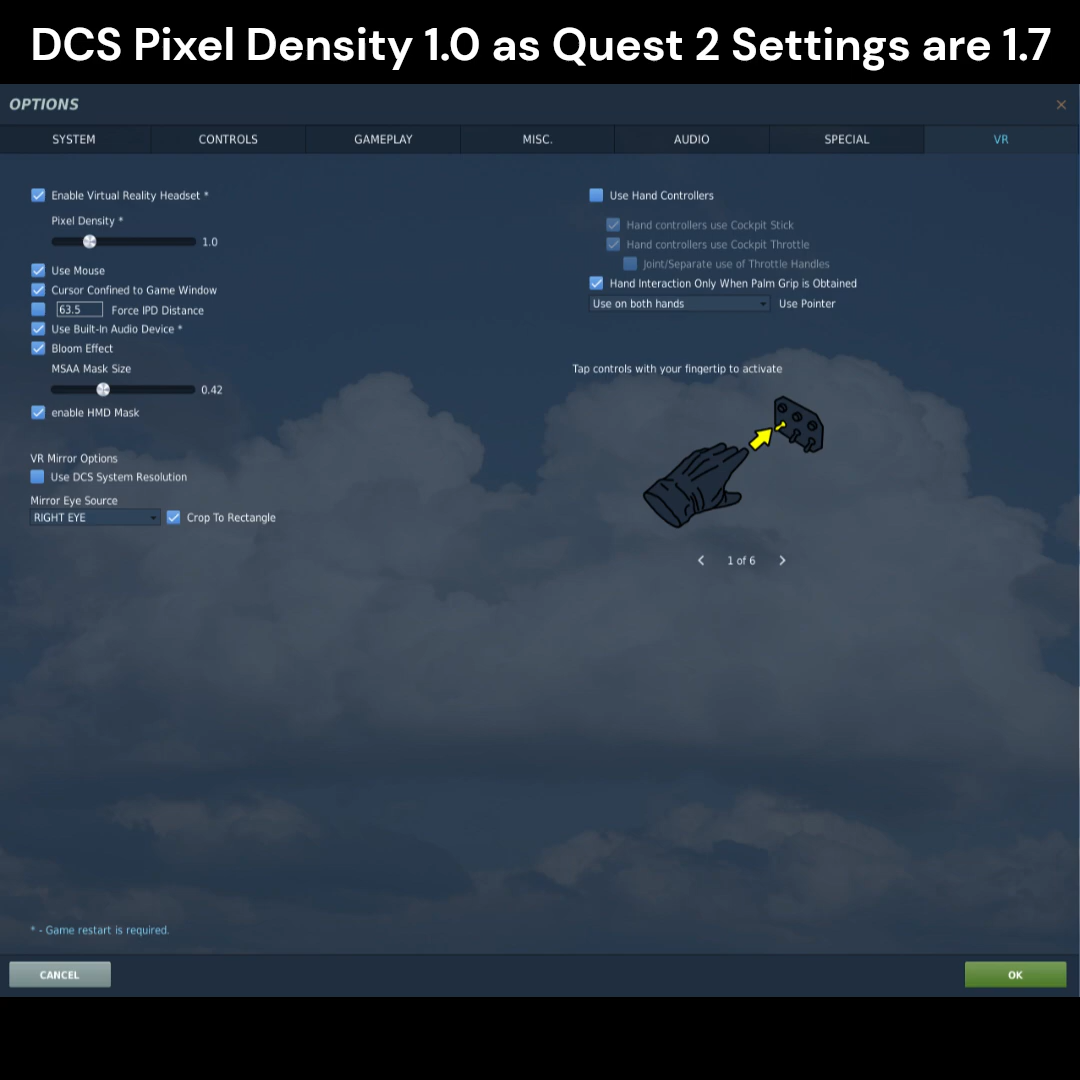 DCS Pixel Density 1.0 as Quest 2 Settings are 1.7
OPTIONS
SYSTEM CONTROLS GAMEPLAY MISC. AUDIO SPECIAL VR
Enable Virtual Reality Headset *
Pixel Density *
1.0
Use Mouse
Cursor Confined to Game Window
63.5 Force IPD Distance
Use Built-In Audio Device *
Bloom Effect
MSAA Mask Size
0.42
enable HMD Mask
VR Mirror Options
Use DCS System Resolution
Mirror Eye Source
RIGHT EYE Crop To Rectangle
Use Hand Controllers
Hand controllers use Cockpit Stick
Hand controllers use Cockpit Throttle
Joint/Separate use of Throttle Handles
Hand Interaction Only When Palm Grip is Obtained
Use on both hands Use Pointer
Tap controls with your fingertip to activate
1 of 6
* - Game restart is required.
CANCEL OK